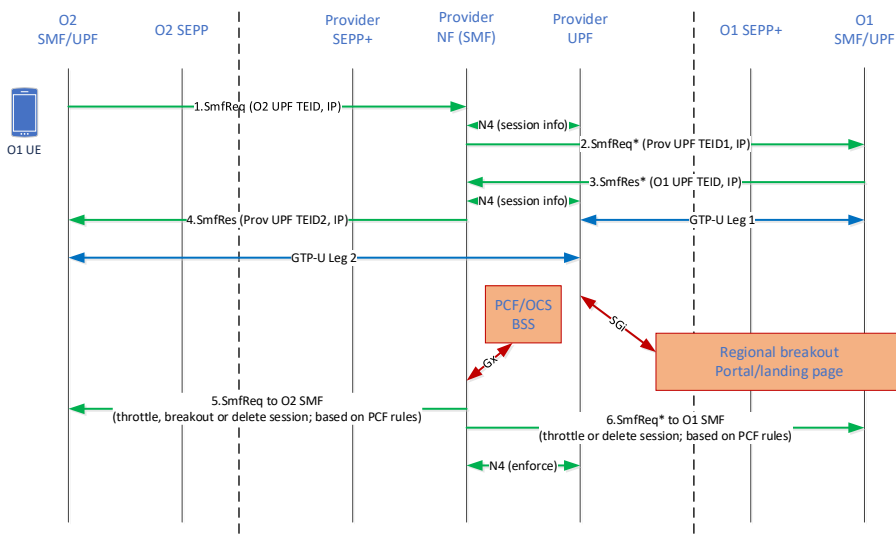 O2
SMF/UPF
O2 SEPP
Provider
SEPP+
Provider
NF (SMF)
Provider
UPF
O1 SEPP+
O1
SMF/UPF
O1 UE
1.SmfReq (O2 UPF TEID, IP)
N4 (session info)
2.SmfReq* (Prov UPF TEID1, IP)
3.SmfRes* (O1 UPF TEID, IP)
N4 (session info)
4.SmfRes (Prov UPF TEID2, IP)
GTP-U Leg 1
GTP-U Leg 2
PCF/OCS
BSS
SGi
Gx
Regional breakout
Portal/landing page
5.SmfReq to O2 SMF
(throttle, breakout or delete session; based on PCF rules)
6.SmfReq* to O1 SMF
(throttle or delete session; based on PCF rules)
N4 (enforce)